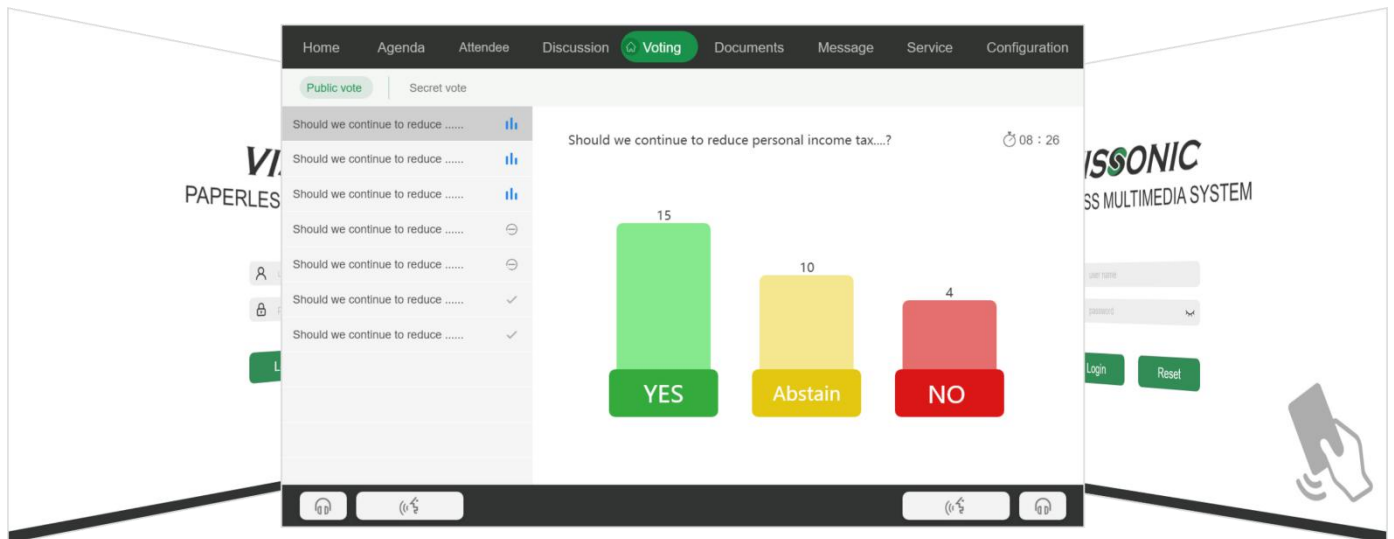 Home Agenda Attendee Discussion Voting Documents Message Service Configuration
Public vote Secret vote
Should we continue to reduce ......
Should we continue to reduce ......
Should we continue to reduce ......
Should we continue to reduce ......
Should we continue to reduce ......
Should we continue to reduce ......
Should we continue to reduce ......
Should we continue to reduce personal income tax....?
08 : 26
15
10
4
YES
Abstain
NO
VI
PAPERLES
L
ISSONIC
SS MULTIMEDIA SYSTEM
user name
password
Login Reset